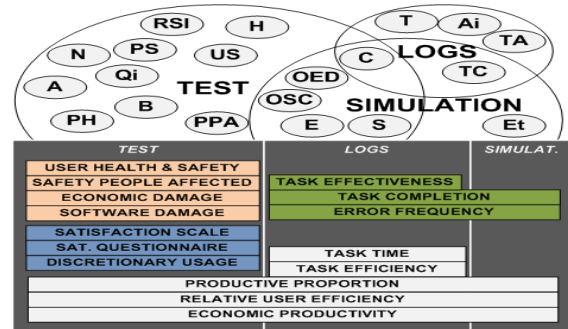 RSI
H
T
Ai
TA
N
PS
US
C
LOGS
Qi
TEST
OED
TC
A
OSC
SIMULATION
B
PH
PPA
E
S
Et
TEST
LOGS
SIMULAT.
USER HEALTH & SAFETY
SAFETY PEOPLE AFFECTED
TASK EFFECTIVENESS
ECONOMIC DAMAGE
TASK COMPLETION
SOFTWARE DAMAGE
ERROR FREQUENCY
SATISFACTION SCALE
SAT. QUESTIONNAIRE
TASK TIME
DISCRETIONARY USAGE
TASK EFFICIENCY
PRODUCTIVE PROPORTION
RELATIVE USER EFFICIENCY
ECONOMIC PRODUCTIVITY